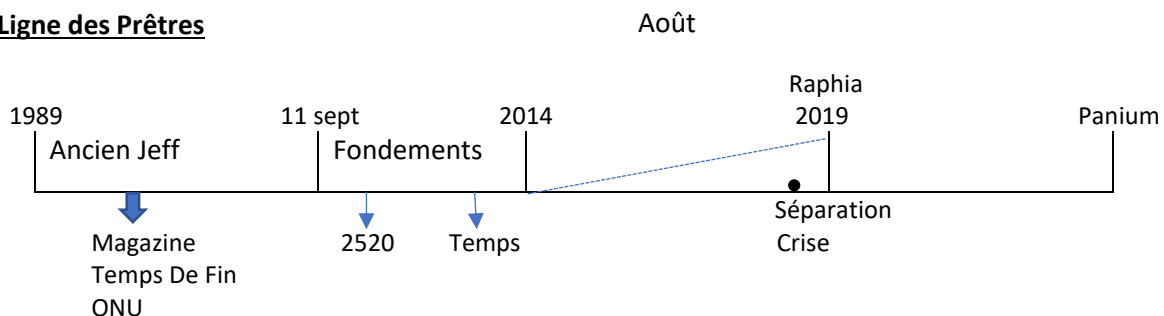 Ligne des Prêtres
Août
Raphia
1989 11 sept 2014 2019 Panium
Ancien Jeff Fondements
Séparation
Magazine 2520 Temps Crise
Temps De Fin
ONU